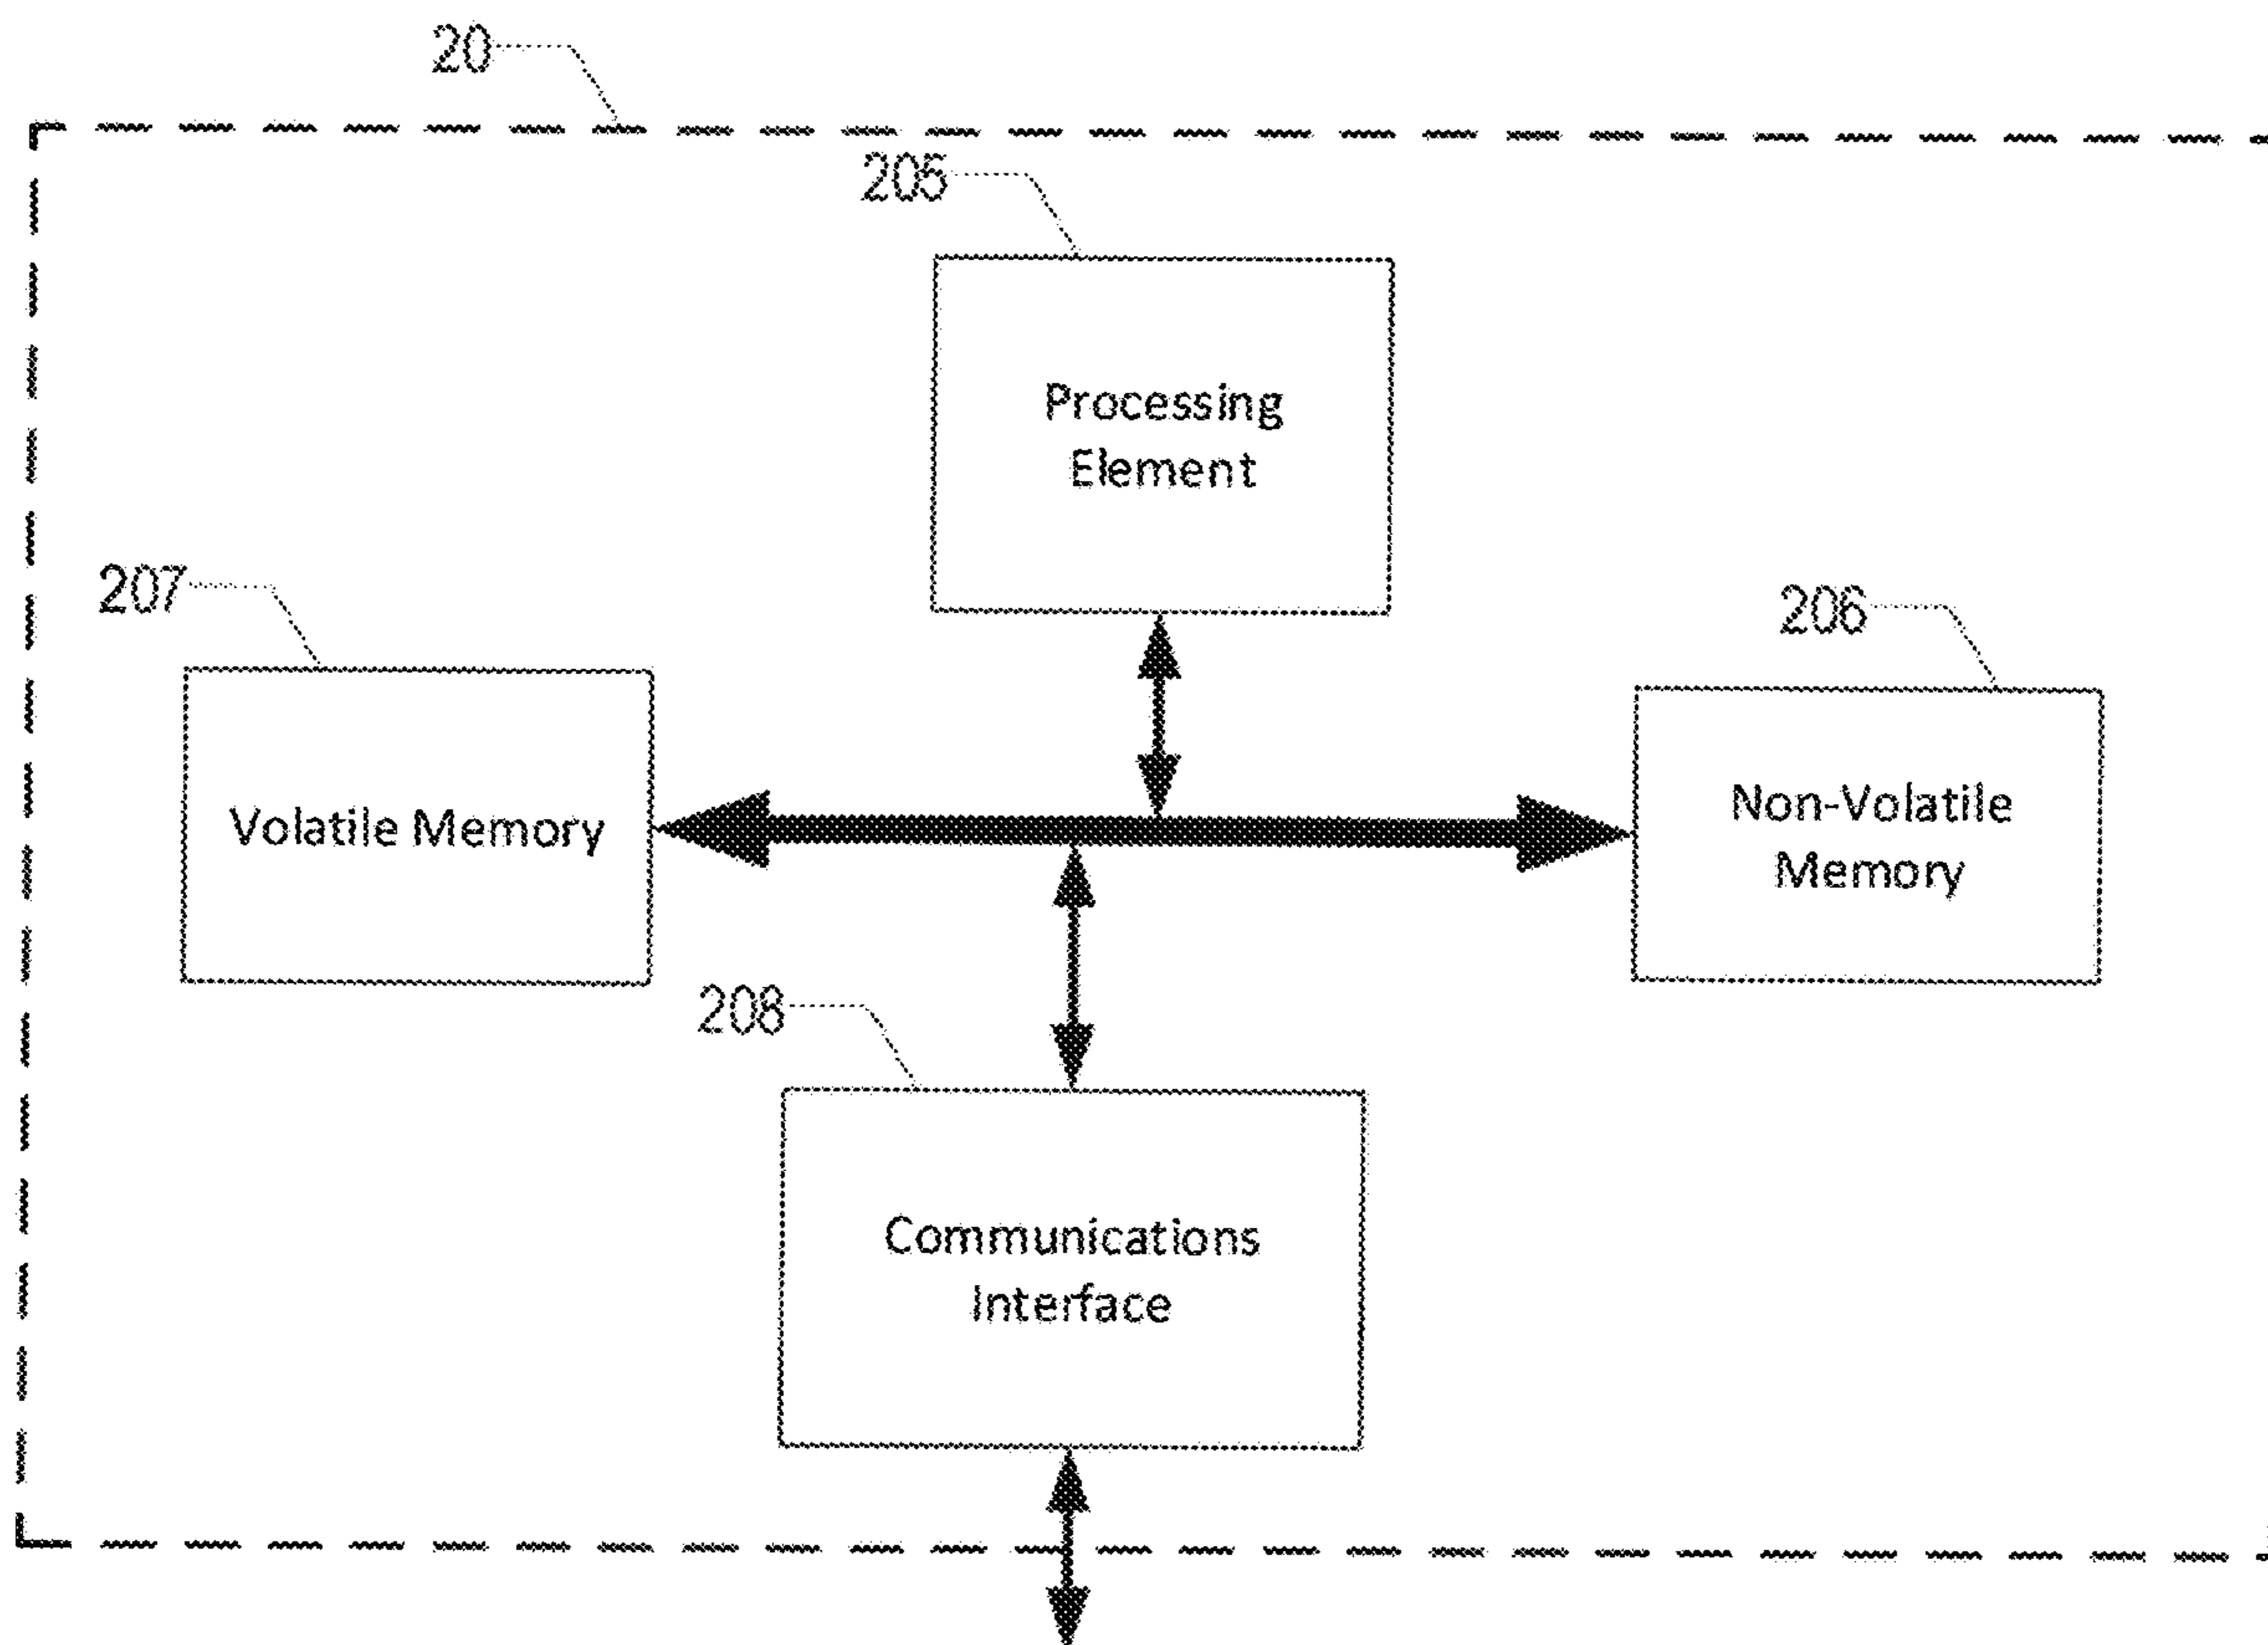 20
205
Processing
Element
207
206
Volatile Memory
Non-Volatile
Memory
208
Communications
Interface